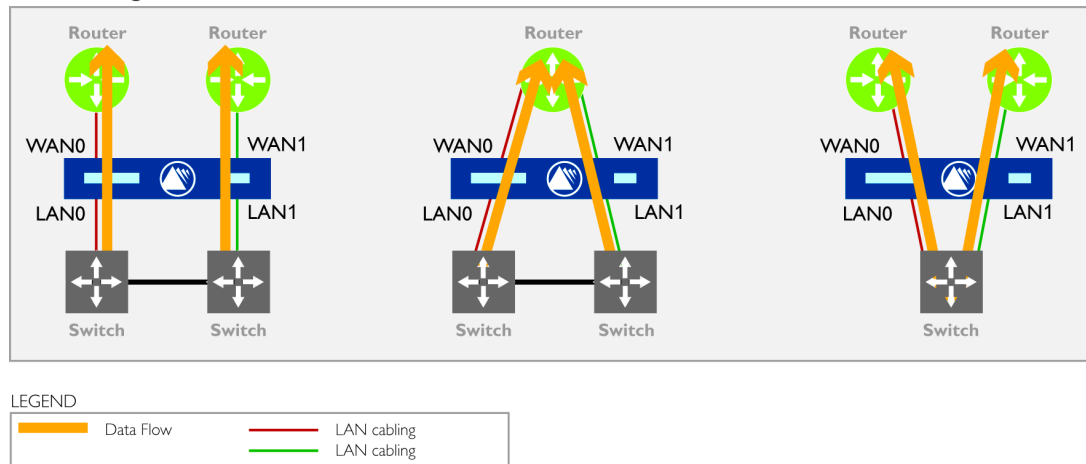 Router Router
WAN0 WAN1
LAN0 LAN1
Switch Switch
Router
WAN0 WAN1
LAN0 LAN1
Switch Switch
Router Router
WAN0 WAN1
LAN0 LAN1
Switch
LEGEND
Data Flow
LAN cabling
LAN cabling